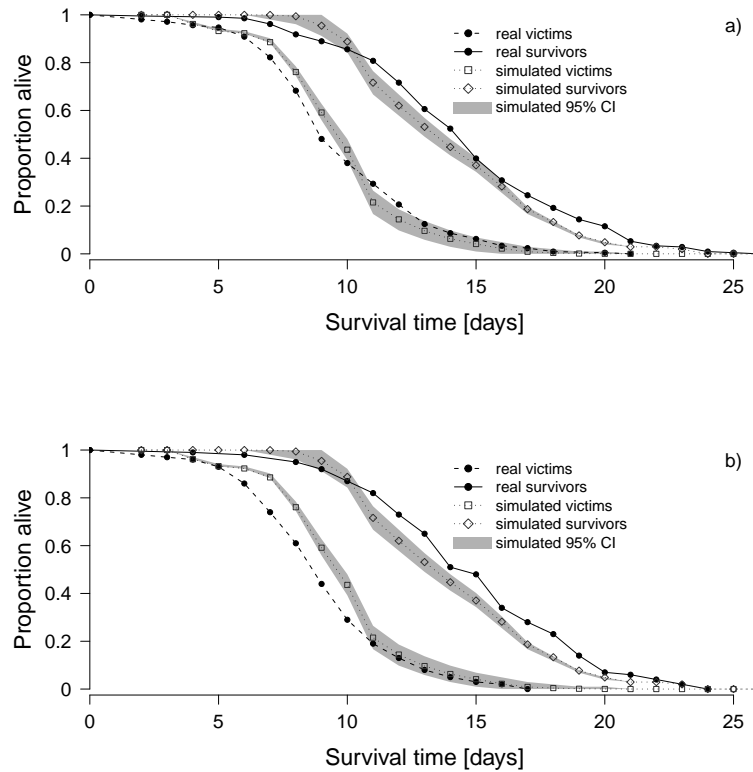 a)
real victims
real survivors
simulated victims
simulated survivors
simulated 95% CI
Proportion alive
1
0.8
0.6
0.4
0.2
0
0 5 10 15 20 25
Survival time [days]
b)
real victims
real survivors
simulated victims
simulated survivors
simulated 95% CI
Proportion alive
1
0.8
0.6
0.4
0.2
0
0 5 10 15 20 25
Survival time [days]